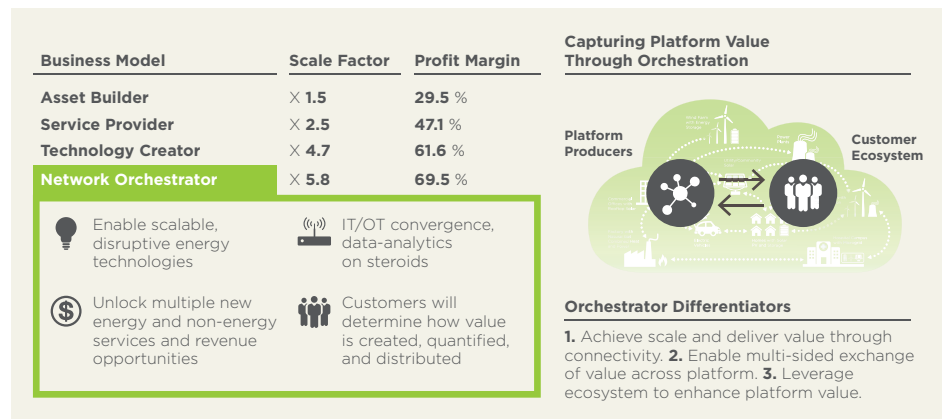 Business Model Scale Factor Profit Margin
Asset Builder X 1.5 29.5 %
Service Provider X 2.5 47.1 %
Technology Creator X 4.7 61.6 %
Network Orchestrator X 5.8 69.5 %
Enable scalable,
disruptive energy
technologies
IT/OT convergence,
data-analytics
on steroids
Unlock multiple new
energy and non-energy
services and revenue
opportunities
Customers will
determine how value
is created, quantified,
and distributed
Capturing Platform Value
Through Orchestration
Platform
Producers
Customer
Ecosystem
Orchestrator Differentiators
1. Achieve scale and deliver value through
connectivity. 2. Enable multi-sided exchange
of value across platform. 3. Leverage
ecosystem to enhance platform value.